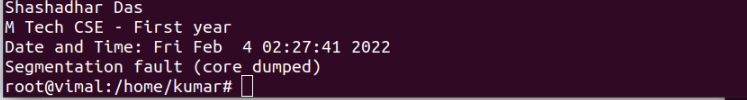 Shashadhar Das
M Tech CSE - First year
Date and Time: Fri Feb  4 02:27:41 2022
Segmentation fault (core dumped)
root@vimal:/home/kumar#